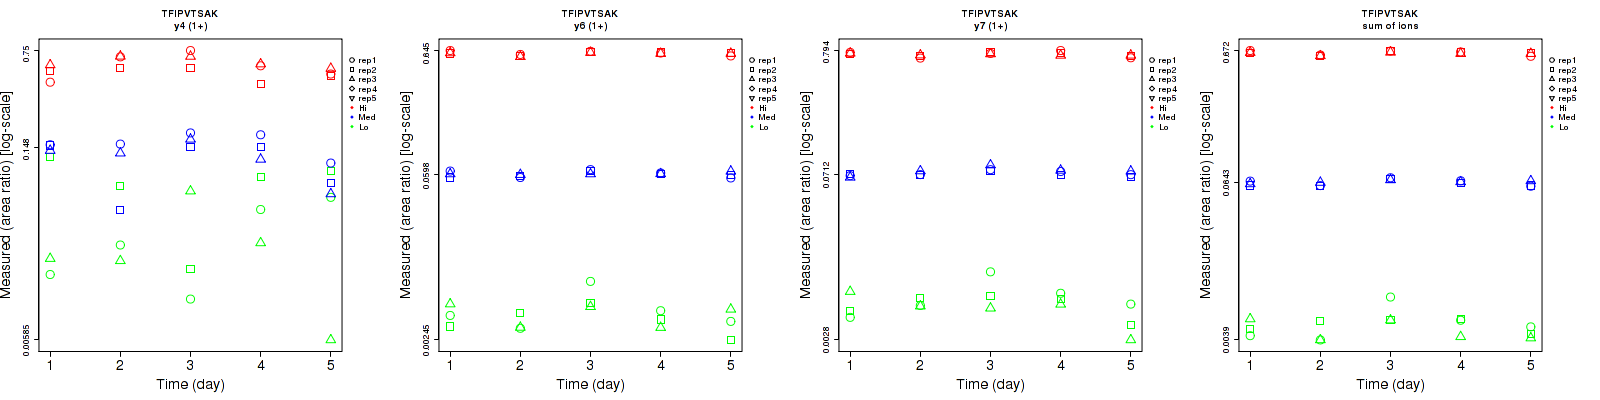 TFIPVTSAK
y4 (1+)
Measured (area ratio) [log-scale]
0.75
0.148
0.00585
1 2 3 4 5
Time (day)
rep1
rep2
rep3
rep4
rep5
Hi
Med
Lo
TFIPVTSAK
y6 (1+)
Measured (area ratio) [log-scale]
0.645
0.0598
0.00245
1 2 3 4 5
Time (day)
rep1
rep2
rep3
rep4
rep5
Hi
Med
Lo
TFIPVTSAK
y7 (1+)
Measured (area ratio) [log-scale]
0.794
0.0712
0.0028
1 2 3 4 5
Time (day)
rep1
rep2
rep3
rep4
rep5
Hi
Med
Lo
TFIPVTSAK
sum of ions
Measured (area ratio) [log-scale]
0.672
0.0643
0.0039
1 2 3 4 5
Time (day)
rep1
rep2
rep3
rep4
rep5
Hi
Med
Lo